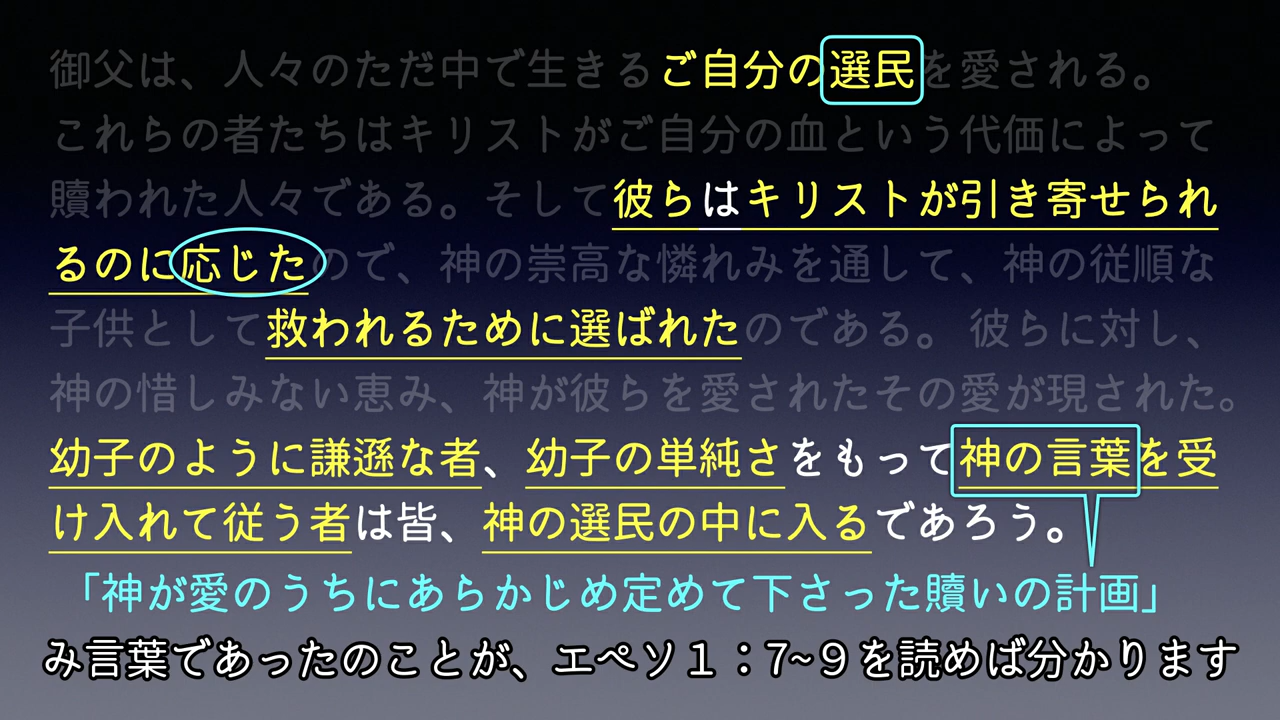 御父は、人々のただ中で生きるご自分の選民を愛される。
これらの者たちはキリストがご自分の血という代価によって
贖われた人々である。そして彼らはキリストが引き寄せられ
るのに応じたので、神の崇高な憐れみを通して、神の従順な
子供として救われるために選ばれたのである。彼らに対し、
神の惜しみない恵み、神が彼らを愛されたその愛が現された。
幼子のように謙遜な者、幼子の単純さをもって神の言葉を受
け入れて従う者は皆、神の選民の中に入るであろう。
「神が愛のうちにあらかじめ定めて下さった贖いの計画」
み言葉であったのことが、エペソ１：7~９を読めば分かります